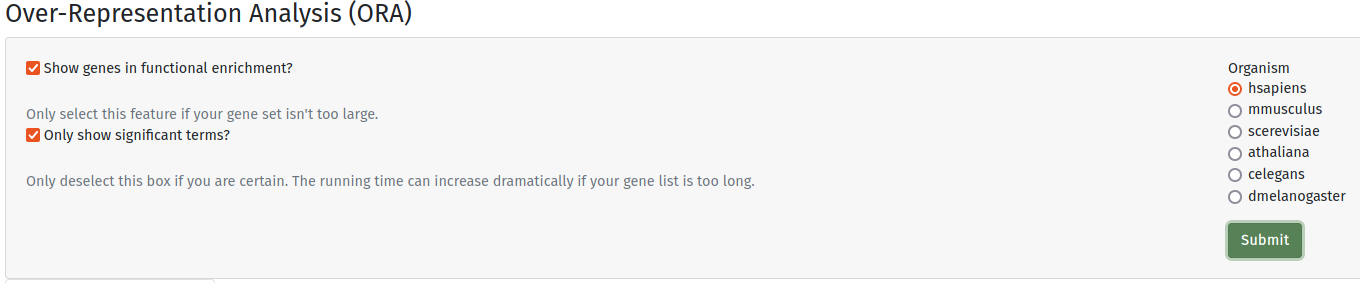 Over-Representation Analysis (ORA)
Show genes in functional enrichment?
Only select this feature if your gene set isn't too large.
Only show significant terms?
Only deselect this box if you are certain. The running time can increase dramatically if your gene list is too long.
Organism
hsapiens
mmusculus
scerevisiae
athaliana
celegans
dmelanogaster
Submit